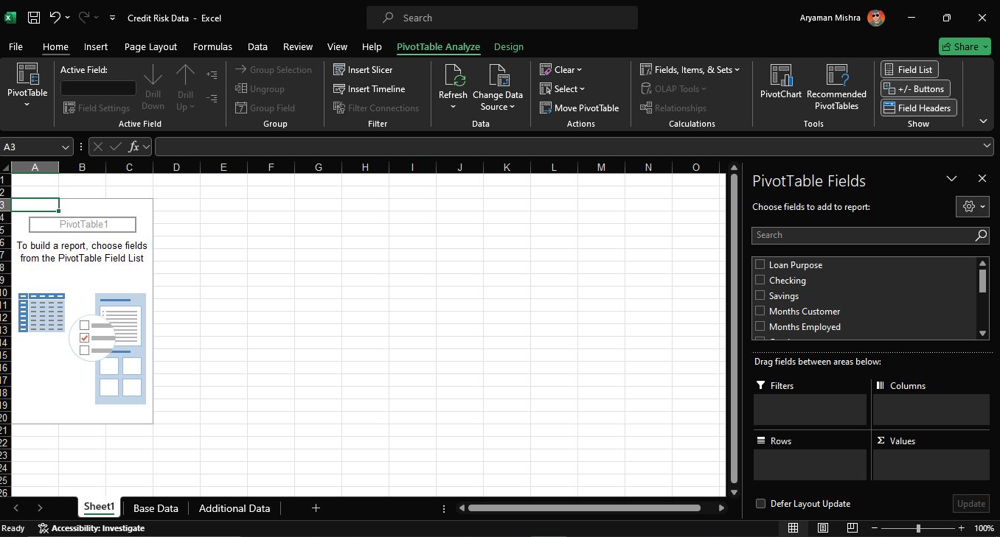 Credit Risk Data - Excel
Search
Aryaman Mishra
File Home Insert Page Layout Formulas Data Review View Help PivotTable Analyze Design
Share
PivotTable
Active Field:
Field Settings
Drill Down
Drill Up
Active Field
Group Selection
Ungroup
Group Field
Group
Insert Slicer
Insert Timeline
Filter Connections
Filter
Refresh
Change Data Source
Data
Clear
Select
Move PivotTable
Actions
Fields, Items, & Sets
OLAP Tools
Relationships
Calculations
PivotChart
Recommended PivotTables
Tools
Field List
+/- Buttons
Field Headers
Show
A3
fx
A B C D E F G H I J K L M N O
1
2
3
4
5
6
7
8
9
10
11
12
13
14
15
16
17
18
19
20
21
22
23
24
25
26
PivotTable1
To build a report, choose fields
from the PivotTable Field List
PivotTable Fields
Choose fields to add to report:
Search
Loan Purpose
Checking
Savings
Months Customer
Months Employed
Drag fields between areas below:
Filters
Columns
Rows
Σ Values
Defer Layout Update
Update
Sheet1 Base Data Additional Data
Ready
Accessibility: Investigate
100%